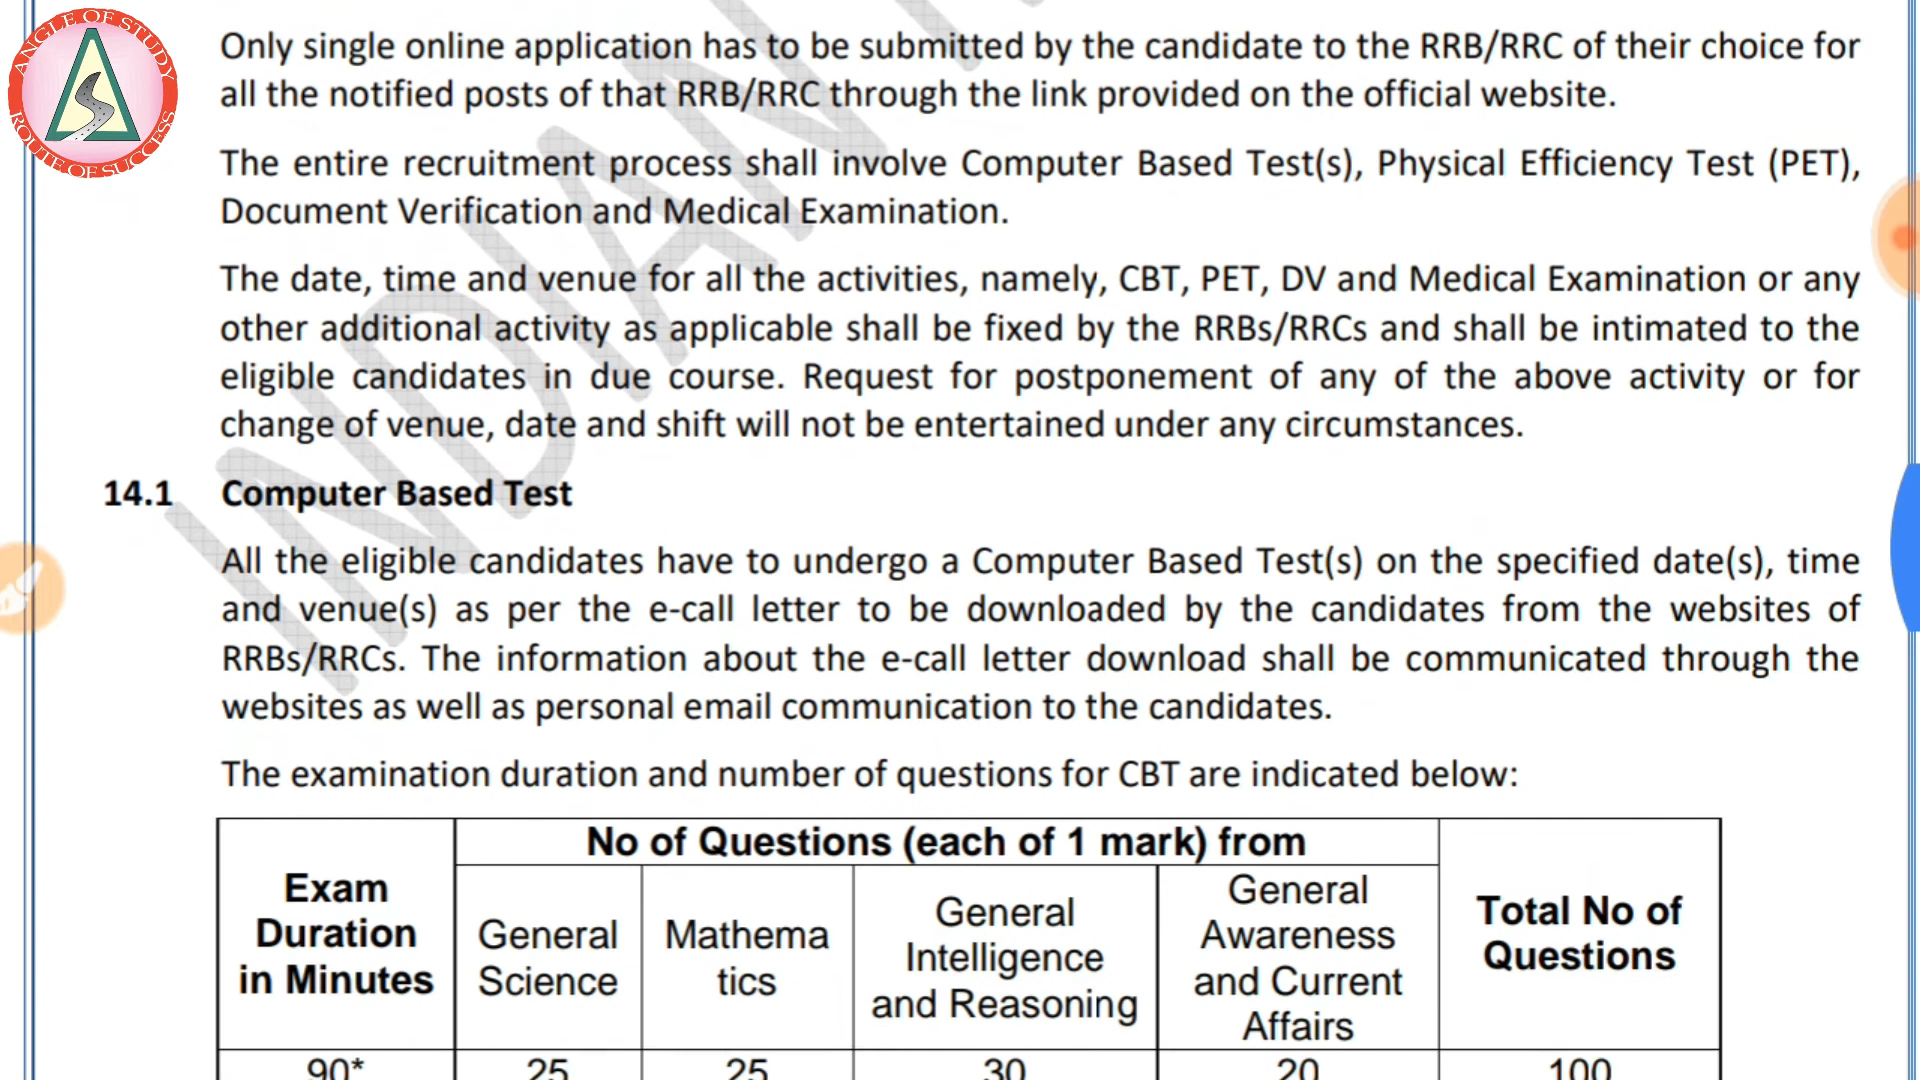 ANGLE OF STUDY
ROUTE OF SUCCESS
Only single online application has to be submitted by the candidate to the RRB/RRC of their choice for
all the notified posts of that RRB/RRC through the link provided on the official website.
The entire recruitment process shall involve Computer Based Test(s), Physical Efficiency Test (PET),
Document Verification and Medical Examination.
The date, time and venue for all the activities, namely, CBT, PET, DV and Medical Examination or any
other additional activity as applicable shall be fixed by the RRBs/RRCs and shall be intimated to the
eligible candidates in due course. Request for postponement of any of the above activity or for
change of venue, date and shift will not be entertained under any circumstances.
14.1 Computer Based Test
All the eligible candidates have to undergo a Computer Based Test(s) on the specified date(s), time
and venue(s) as per the e-call letter to be downloaded by the candidates from the websites of
RRBs/RRCs. The information about the e-call letter download shall be communicated through the
websites as well as personal email communication to the candidates.
The examination duration and number of questions for CBT are indicated below:
No of Questions (each of 1 mark) from
Exam
Duration
in Minutes
General
Science
Mathema
tics
General
Intelligence
and Reasoning
General
Awareness
and Current
Affairs
Total No of
Questions
90* 25 25 30 20 100
INDIAN